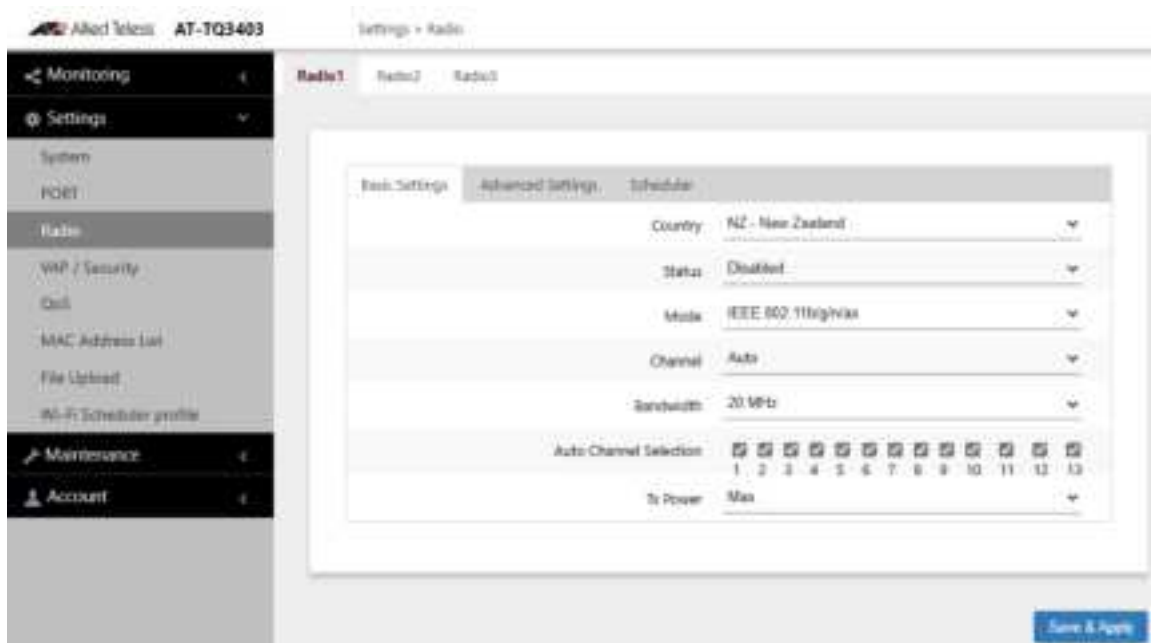 Allied Telesis AT-TQ3403
Settings > Radio
Monitoring
Settings
System
PORT
Radio
VAP / Security
QoS
MAC Address List
File Upload
Wi-Fi Scheduler profile
Maintenance
Account
Radio1 Radio2 Radio3
Basic Settings Advanced Settings Scheduler
Country NZ - New Zealand
Status Disabled
Mode IEEE 802.11b/g/n/ax
Channel Auto
Bandwidth 20 MHz
Auto Channel Selection
1 2 3 4 5 6 7 8 9 10 11 12 13
Tx Power Max
Save & Apply